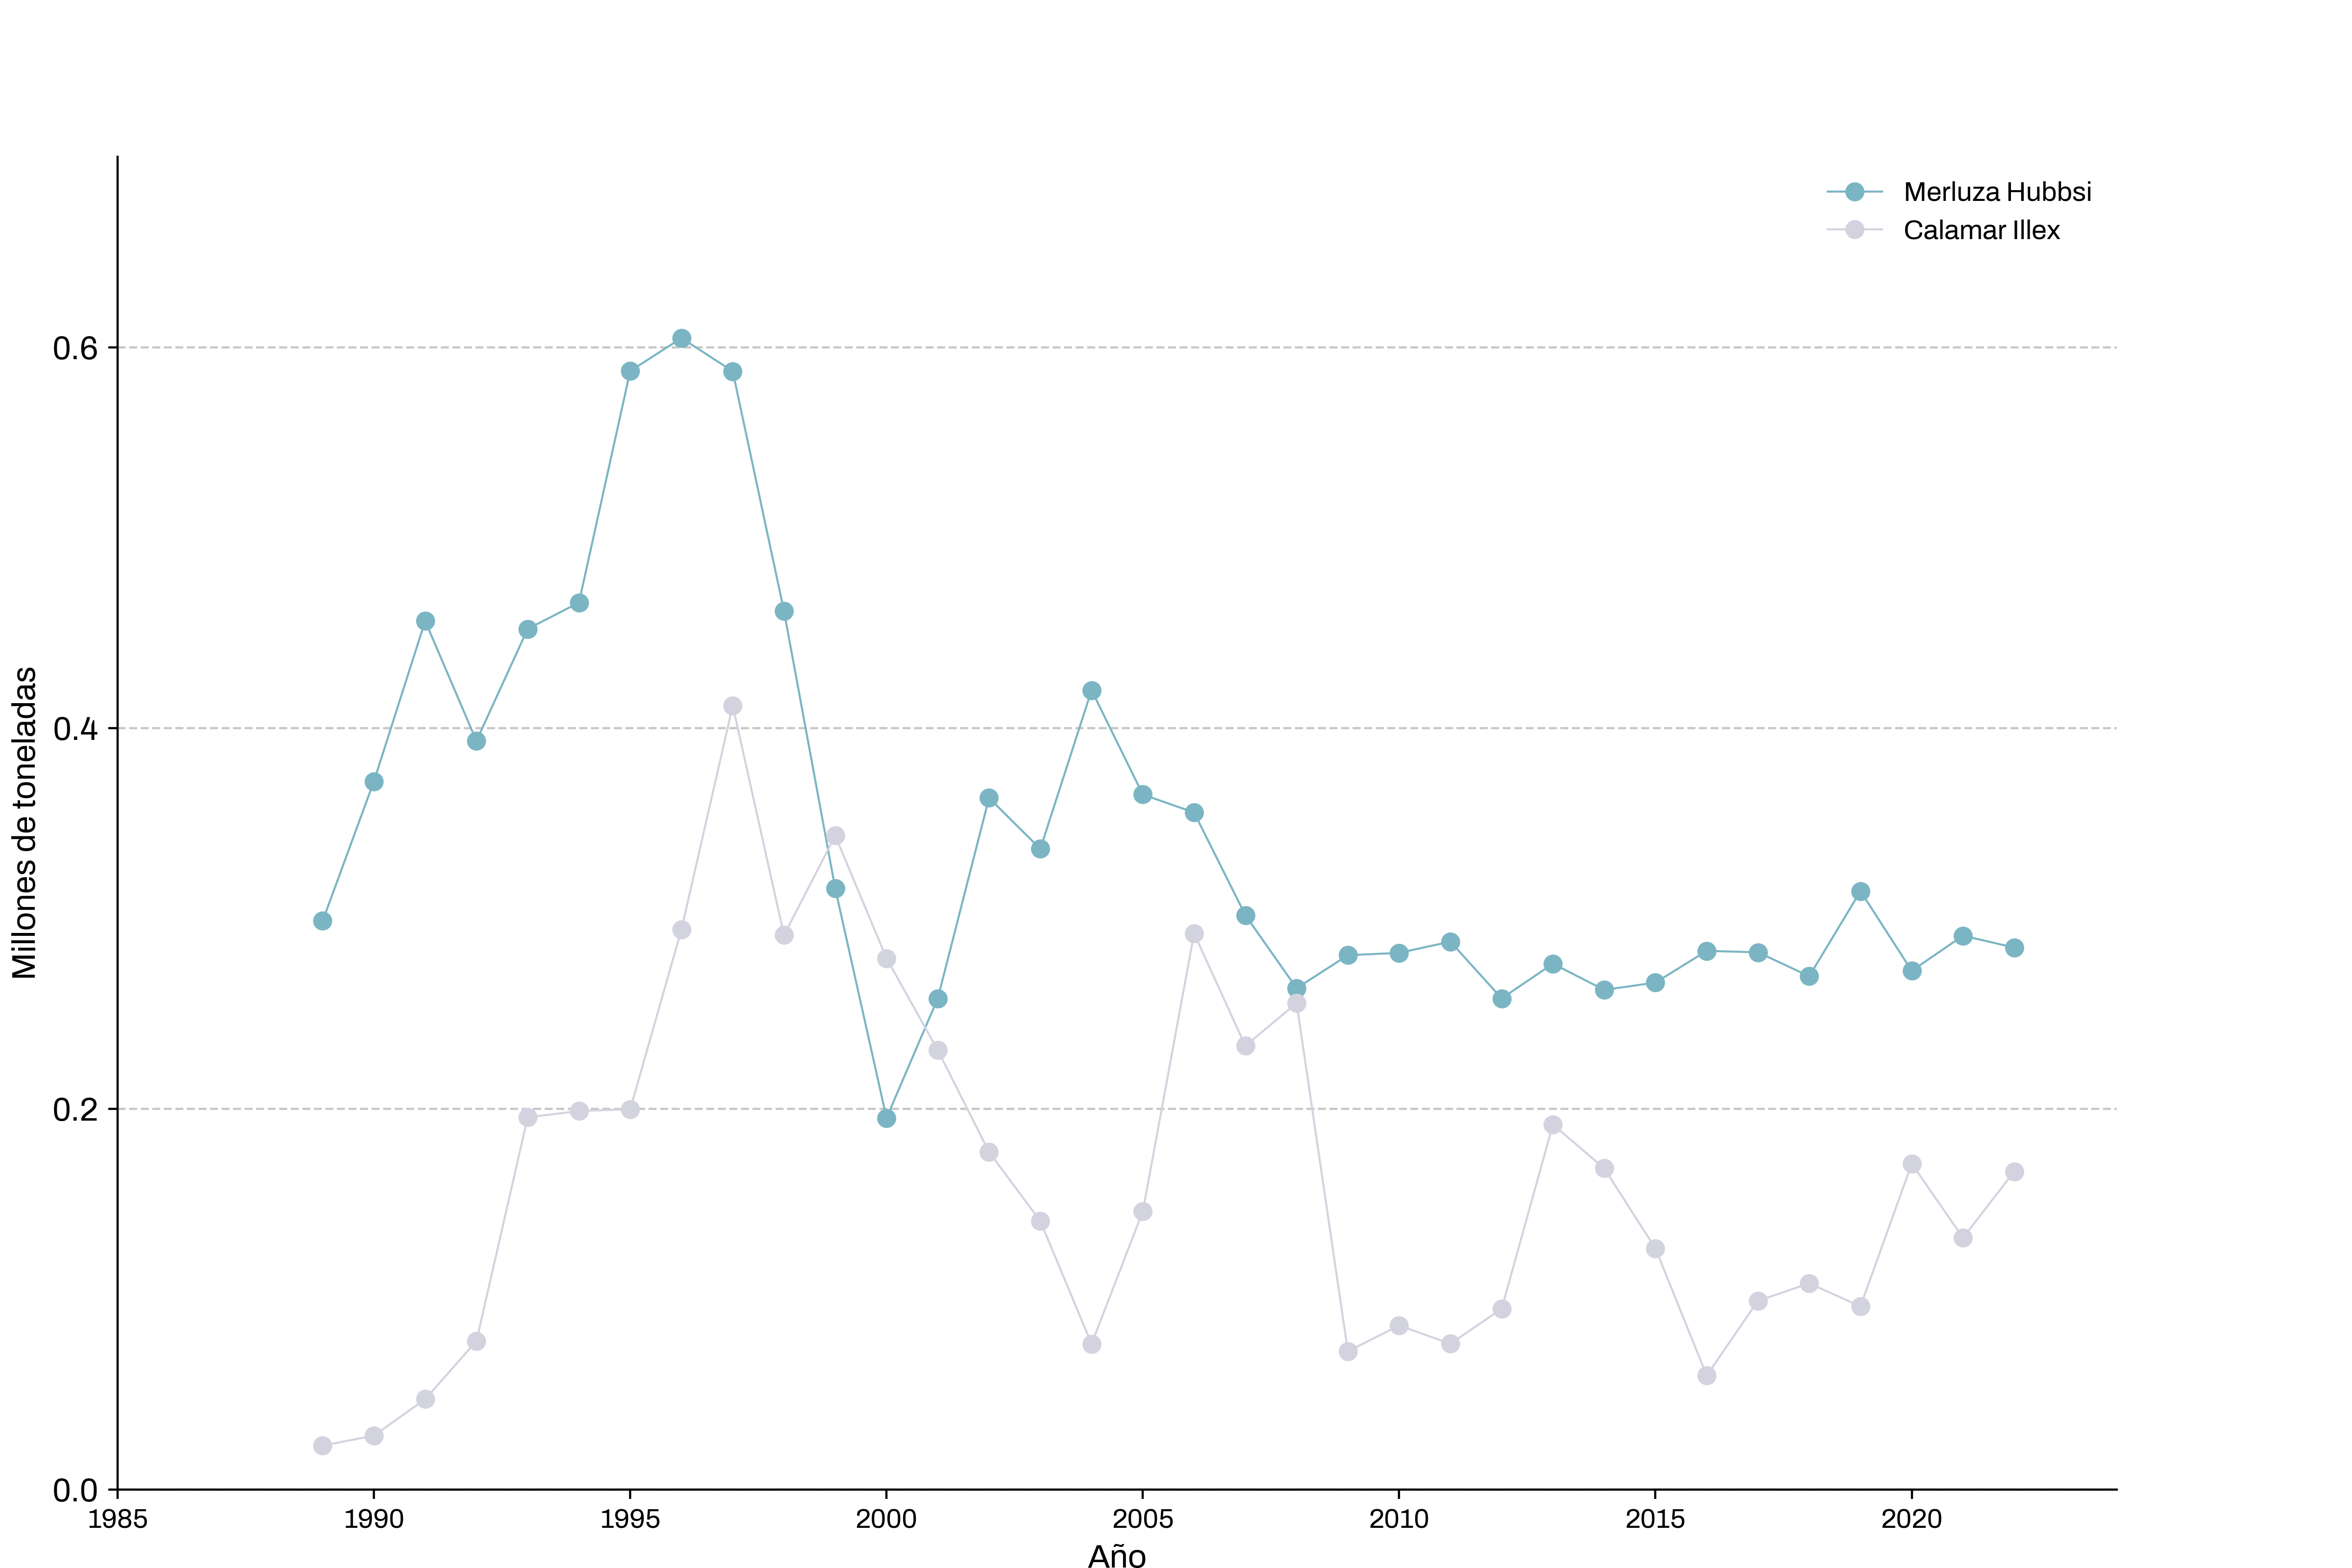 Merluza Hubbsi
Calamar Illex
0.6
0.4
0.2
0.0
Millones de toneladas
1985 1990 1995 2000 2005 2010 2015 2020
Año